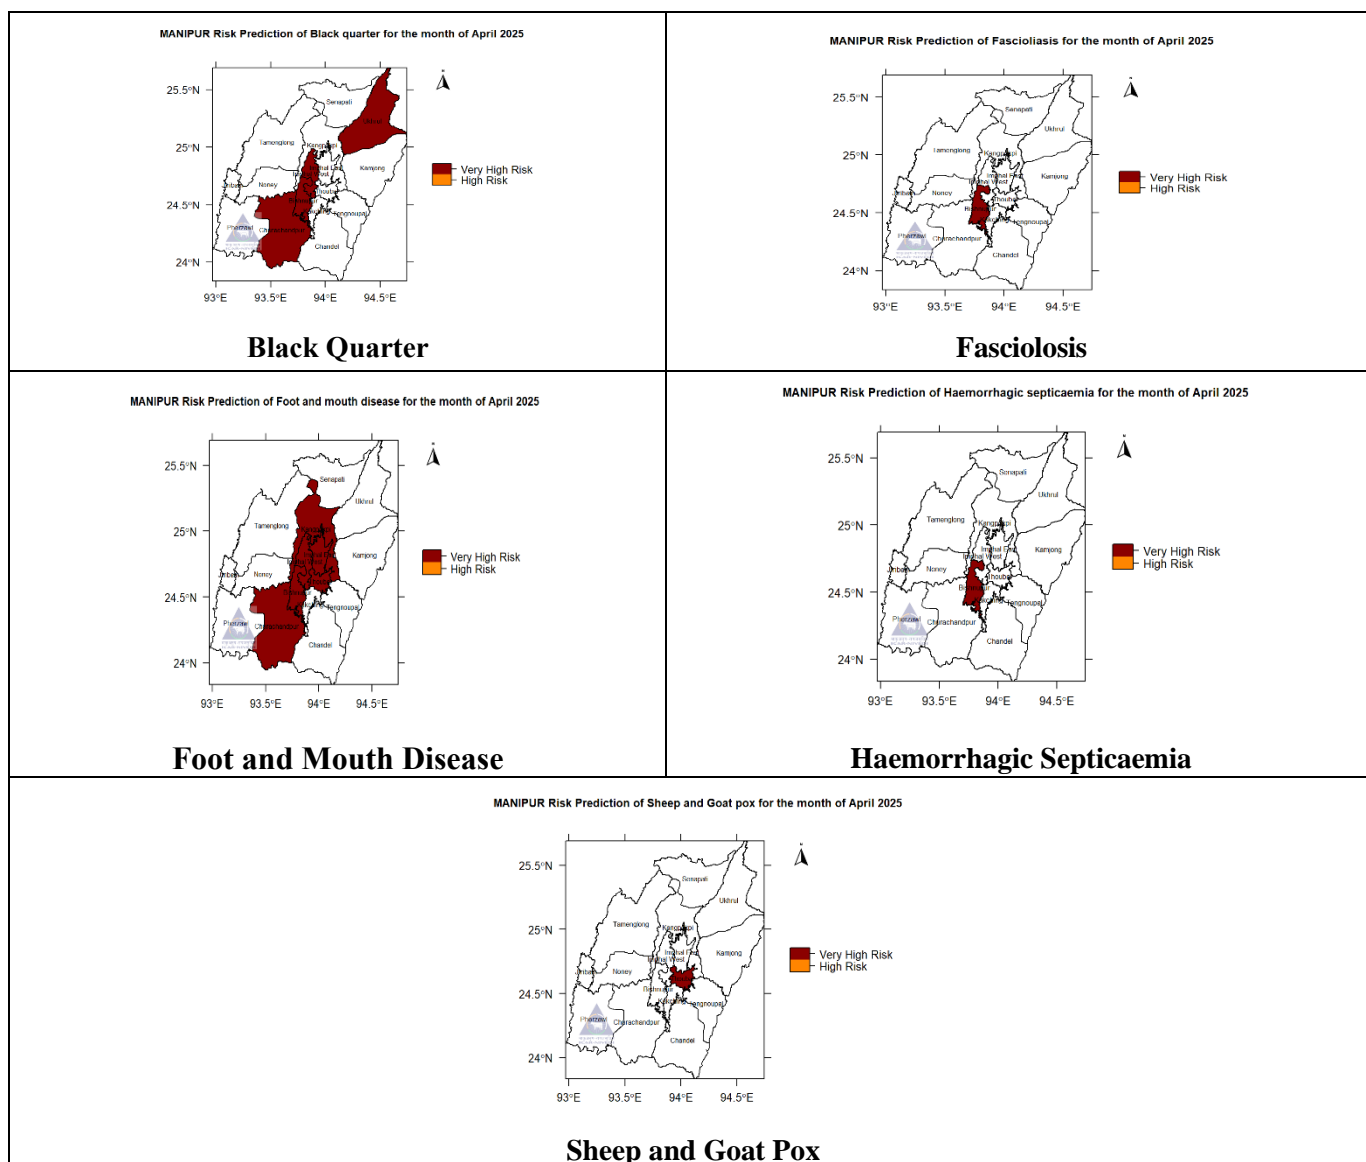 MANIPUR Risk Prediction of Black quarter for the month of April 2025
25.5°N
25°N
24.5°N
24°N
93°E 93.5°E 94°E 94.5°E
Senapati
Ukhrul
Tamenglong
Kamjong
Noney
Tengnoupal
Pherzawl
Churachandpur
Chandel
Very High Risk
High Risk
Black Quarter
MANIPUR Risk Prediction of Fascioliasis for the month of April 2025
25.5°N
25°N
24.5°N
24°N
93°E 93.5°E 94°E 94.5°E
Senapati
Ukhrul
Tamenglong
Kamjong
Imphal West
Noney
Tengnoupal
Pherzawl
Churachandpur
Chandel
Very High Risk
High Risk
Fasciolosis
MANIPUR Risk Prediction of Foot and mouth disease for the month of April 2025
25.5°N
25°N
24.5°N
24°N
93°E 93.5°E 94°E 94.5°E
Senapati
Ukhrul
Tamenglong
Kamjong
Noney
Tengnoupal
Pherzawl
Churachandpur
Chandel
Very High Risk
High Risk
Foot and Mouth Disease
MANIPUR Risk Prediction of Haemorrhagic septicaemia for the month of April 2025
25.5°N
25°N
24.5°N
24°N
93°E 93.5°E 94°E 94.5°E
Senapati
Ukhrul
Tamenglong
Imphal East
Kamjong
Imphal West
Noney
Thoubal
Tengnoupal
Pherzawl
Churachandpur
Chandel
Very High Risk
High Risk
Haemorrhagic Septicaemia
MANIPUR Risk Prediction of Sheep and Goat pox for the month of April 2025
25.5°N
25°N
24.5°N
24°N
93°E 93.5°E 94°E 94.5°E
Senapati
Ukhrul
Tamenglong
Imphal East
Kamjong
Imphal West
Noney
Bishnupur
Tengnoupal
Pherzawl
Churachandpur
Chandel
Very High Risk
High Risk
Sheep and Goat Pox